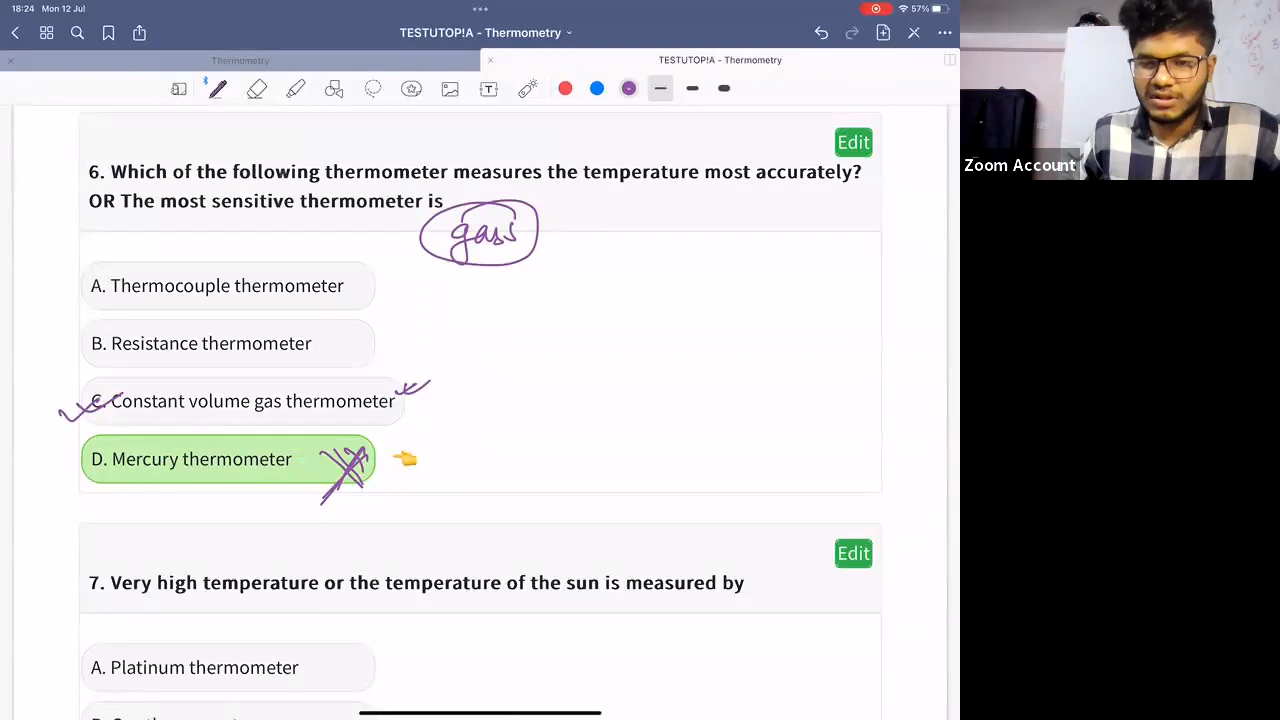 18:24 Mon 12 Jul
57%
TESTUTOP!A - Thermometry
Thermometry
TESTUTOP!A - Thermometry
T
Zoom Account
Edit
6. Which of the following thermometer measures the temperature most accurately?
OR The most sensitive thermometer is
gas
A. Thermocouple thermometer
B. Resistance thermometer
C. Constant volume gas thermometer
D. Mercury thermometer
Edit
7. Very high temperature or the temperature of the sun is measured by
A. Platinum thermometer